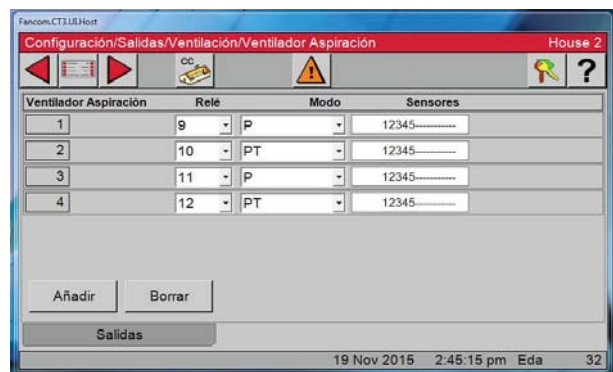 Fancom.CT3.UI.Host
Configuración/Salidas/Ventilación/Ventilador Aspiración House 2
CC
?
Ventilador Aspiración Relé Modo Sensores
1 9 P 12345-----------
2 10 PT 12345-----------
3 11 P 12345-----------
4 12 PT 12345-----------
Añadir Borrar
Salidas
19 Nov 2015 2:45:15 pm Eda 32